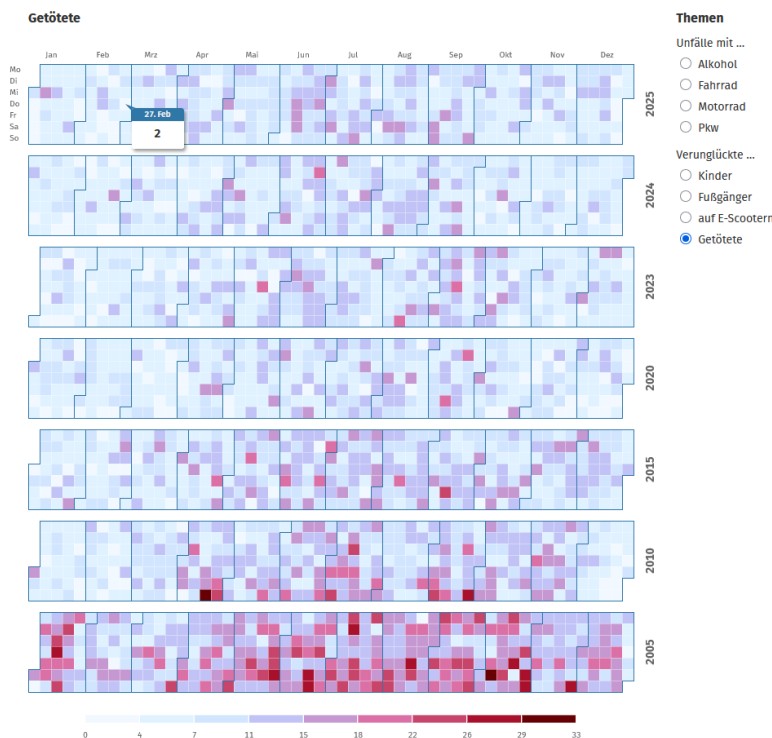 Getötete
Jan Feb Mrz Apr Mai Jun Jul Aug Sep Okt Nov Dez
Mo
Di
Mi
Do
Fr
Sa
So
27. Feb
2
2025
2024
2023
2020
2015
2010
2005
0 4 7 11 15 18 22 26 29 33
Themen
Unfälle mit ...
Alkohol
Fahrrad
Motorrad
Pkw
Verunglückte ...
Kinder
Fußgänger
auf E-Scootern
Getötete